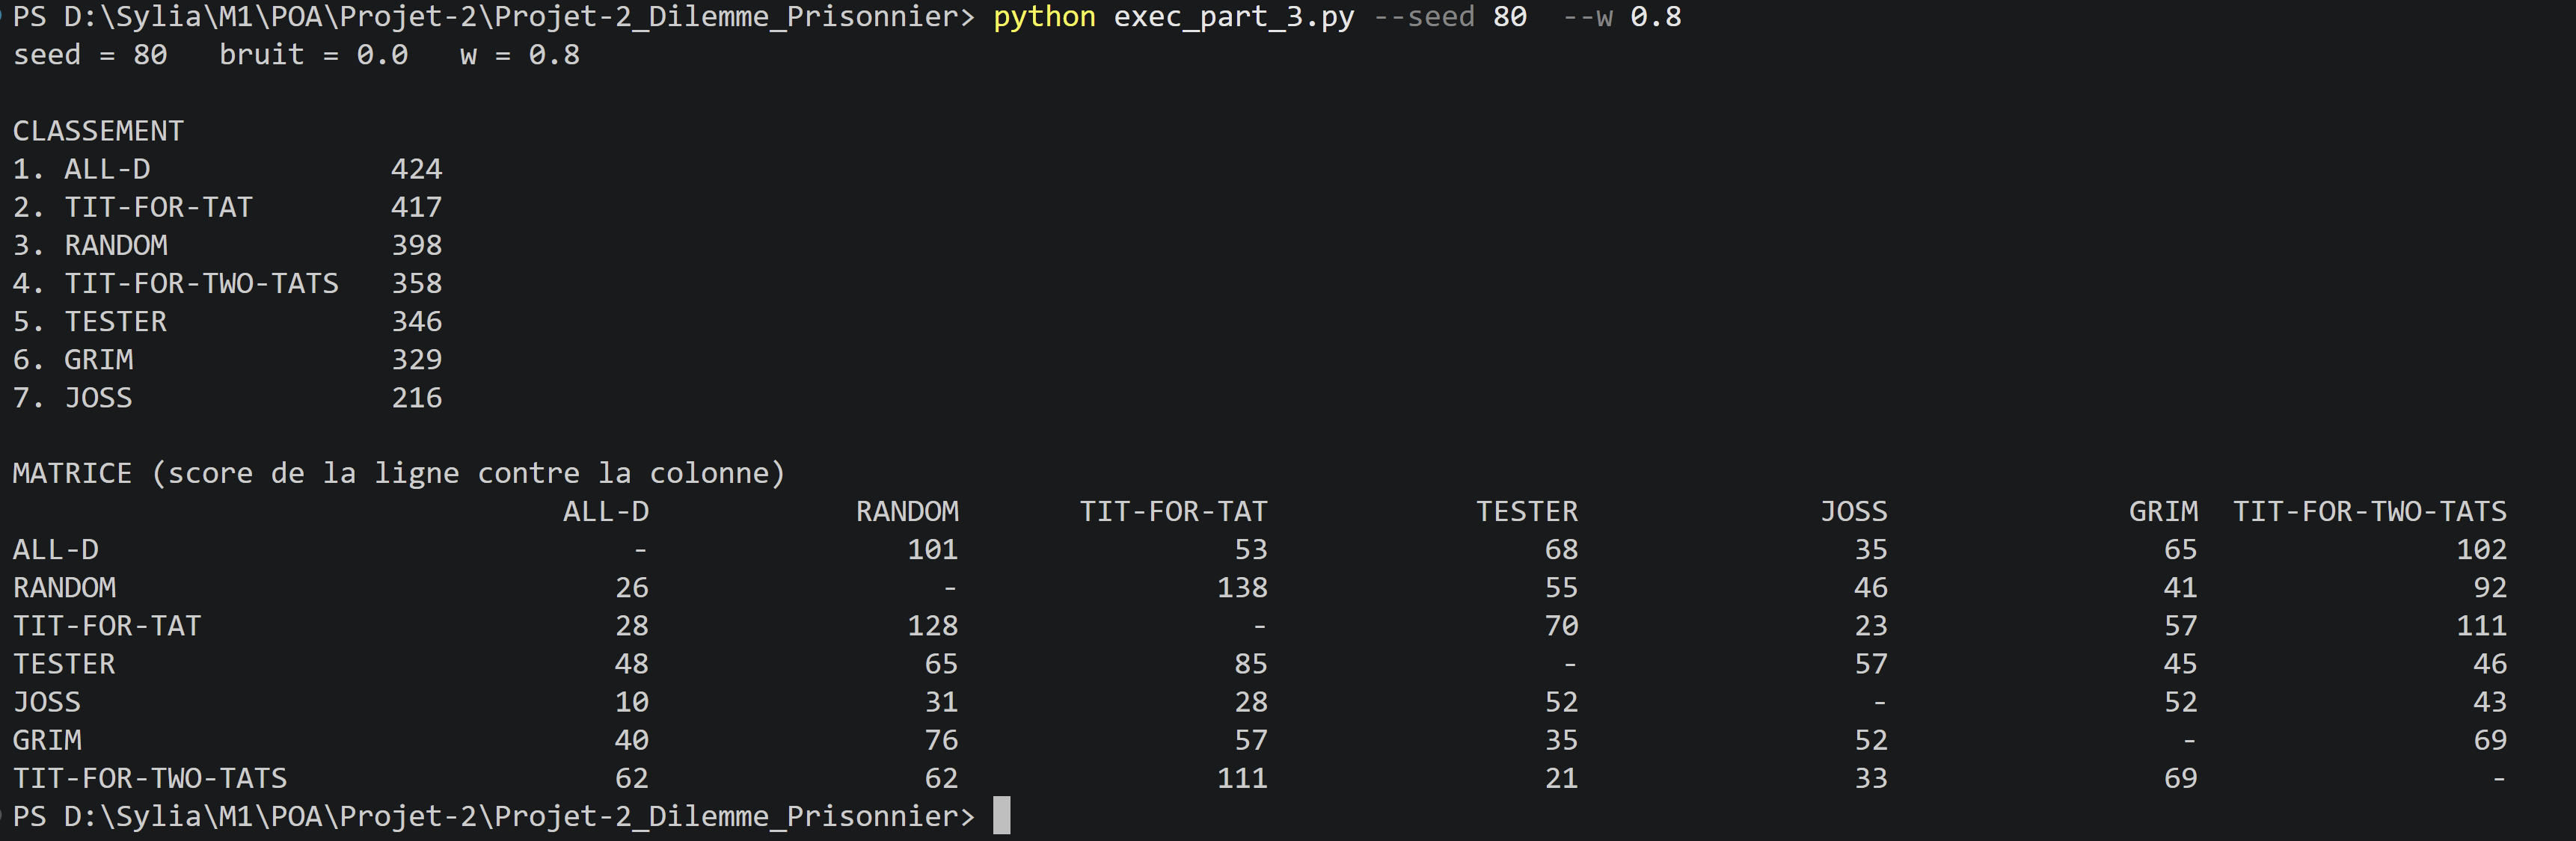 PS D:\Sylia\M1\POA\Projet-2\Projet-2_Dilemme_Prisonnier> python exec_part_3.py --seed 80  --w 0.8
seed = 80   bruit = 0.0   w = 0.8
CLASSEMENT
1. ALL-D              424
2. TIT-FOR-TAT        417
3. RANDOM             398
4. TIT-FOR-TWO-TATS   358
5. TESTER             346
6. GRIM               329
7. JOSS               216
MATRICE (score de la ligne contre la colonne)
ALL-D RANDOM TIT-FOR-TAT TESTER JOSS GRIM TIT-FOR-TWO-TATS
ALL-D - 101 53 68 35 65 102
RANDOM 26 - 138 55 46 41 92
TIT-FOR-TAT 28 128 - 70 23 57 111
TESTER 48 65 85 - 57 45 46
JOSS 10 31 28 52 - 52 43
GRIM 40 76 57 35 52 - 69
TIT-FOR-TWO-TATS 62 62 111 21 33 69 -
PS D:\Sylia\M1\POA\Projet-2\Projet-2_Dilemme_Prisonnier>